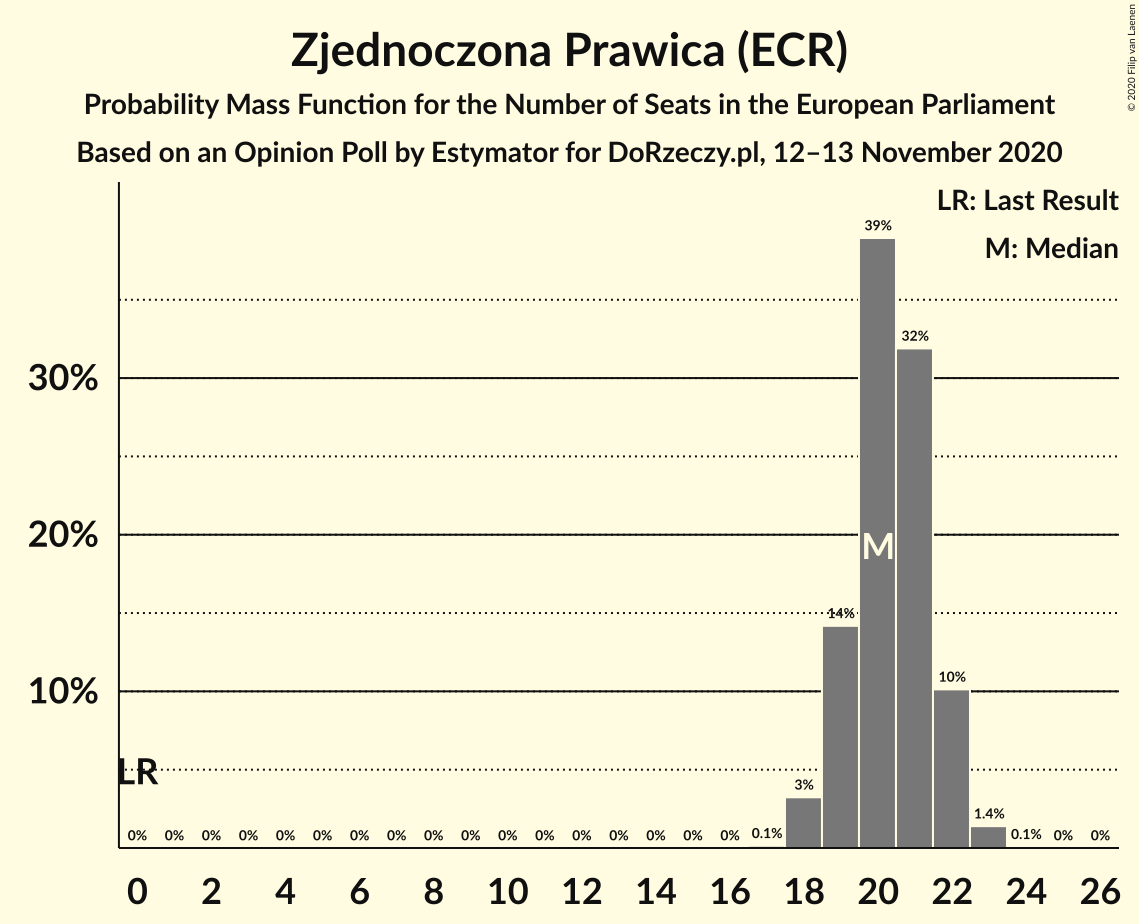 Zjednoczona Prawica (ECR)
Probability Mass Function for the Number of Seats in the European Parliament
Based on an Opinion Poll by Estymator for DoRzeczy.pl, 12–13 November 2020
© 2020 Filip van Laenen
LR: Last Result
M: Median
39%
32%
30%
20%
M
14%
10%
10%
LR
3%
1.4%
0% 0% 0% 0% 0% 0% 0% 0% 0% 0% 0% 0% 0% 0% 0% 0% 0% 0.1% 0.1% 0% 0%
0 2 4 6 8 10 12 14 16 18 20 22 24 26